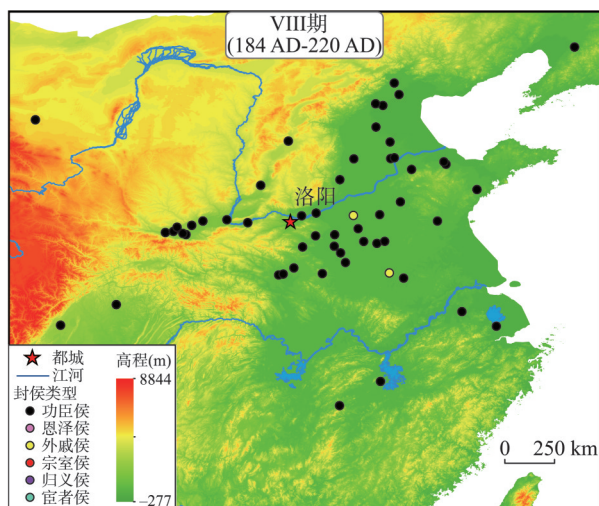 VIII期
(184 AD-220 AD)
洛阳
都城
江河
封侯类型
功臣侯
恩泽侯
外戚侯
宗室侯
归义侯
宦者侯
高程(m)
8844
-277
0 250 km